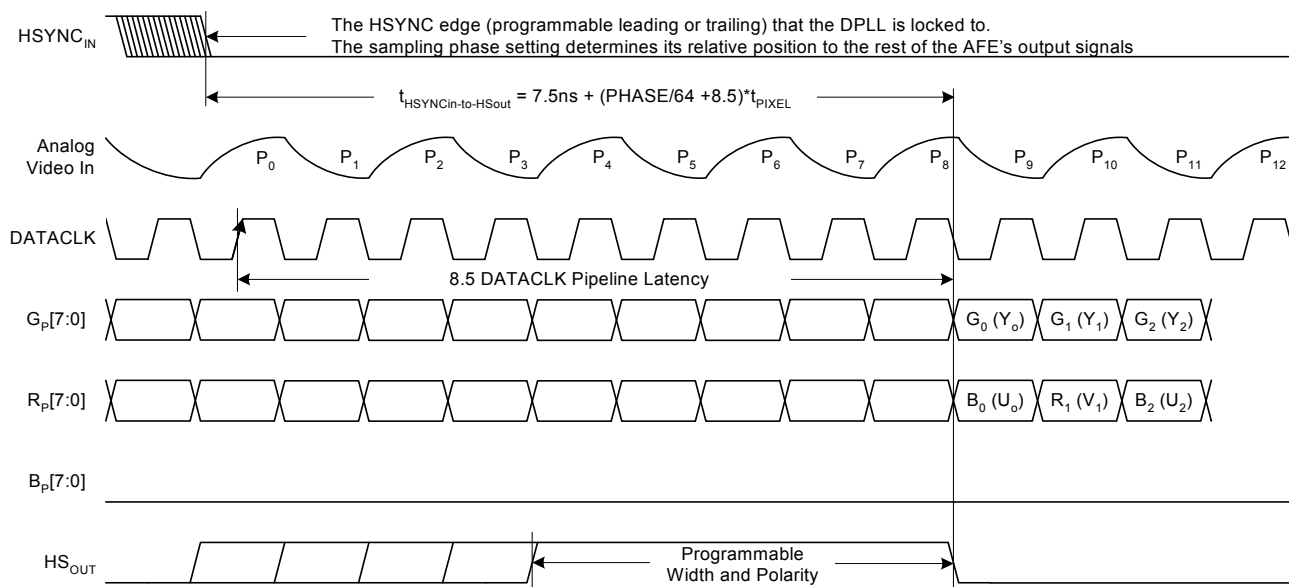 HSYNC_IN
The HSYNC edge (programmable leading or trailing) that the DPLL is locked to.
The sampling phase setting determines its relative position to the rest of the AFE's output signals
t_HSYNCin-to-HSout = 7.5ns + (PHASE/64 +8.5)*t_PIXEL
Analog
Video In
P_0 P_1 P_2 P_3 P_4 P_5 P_6 P_7 P_8 P_9 P_10 P_11 P_12
DATACLK
8.5 DATACLK Pipeline Latency
G_P[7:0]
G_0 (Y_o) G_1 (Y_1) G_2 (Y_2)
R_P[7:0]
B_0 (U_o) R_1 (V_1) B_2 (U_2)
B_P[7:0]
HS_OUT
Programmable
Width and Polarity